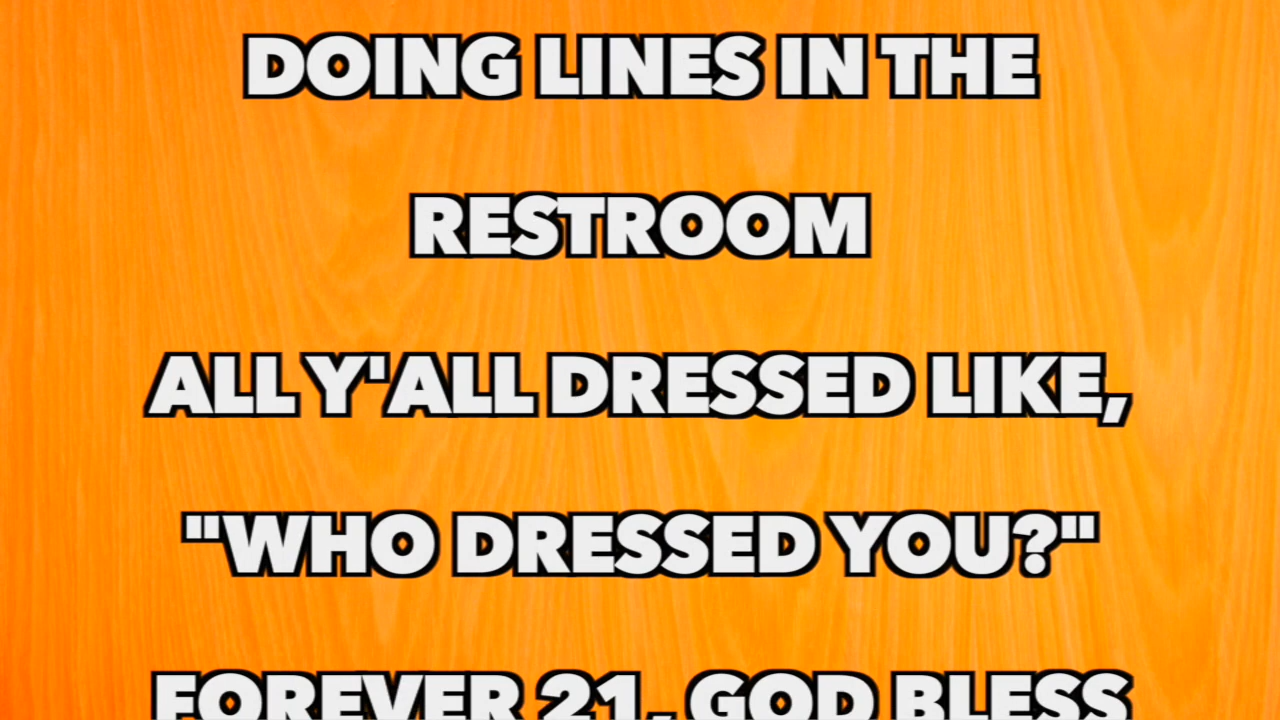 DOING LINES IN THE
RESTROOM
ALL Y'ALL DRESSED LIKE,
"WHO DRESSED YOU?"
FOREVER 21, GOD BLESS